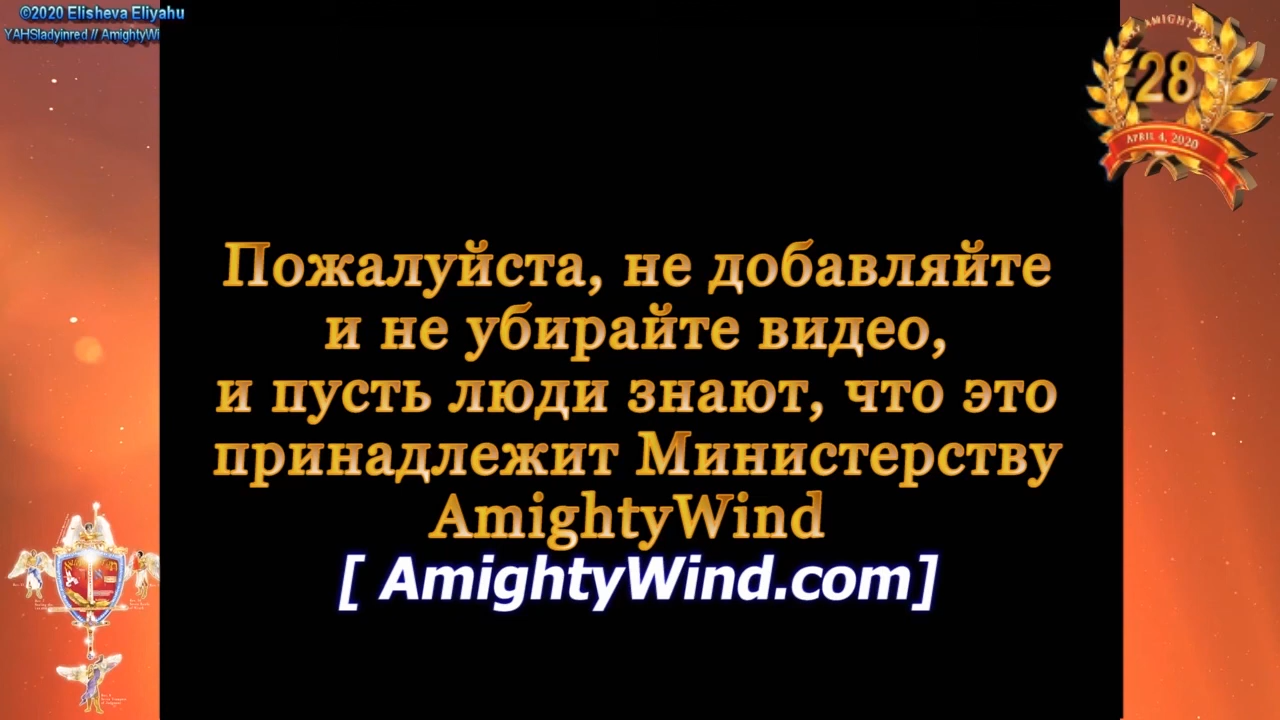 ©2020 Elisheva Eliyahu
YAHSladyinred // AmightyWi
28
APRIL 4, 2020
Пожалуйста, не добавляйте
и не убирайте видео,
и пусть люди знают, что это
принадлежит Министерству
AmightyWind
[ AmightyWind.com]